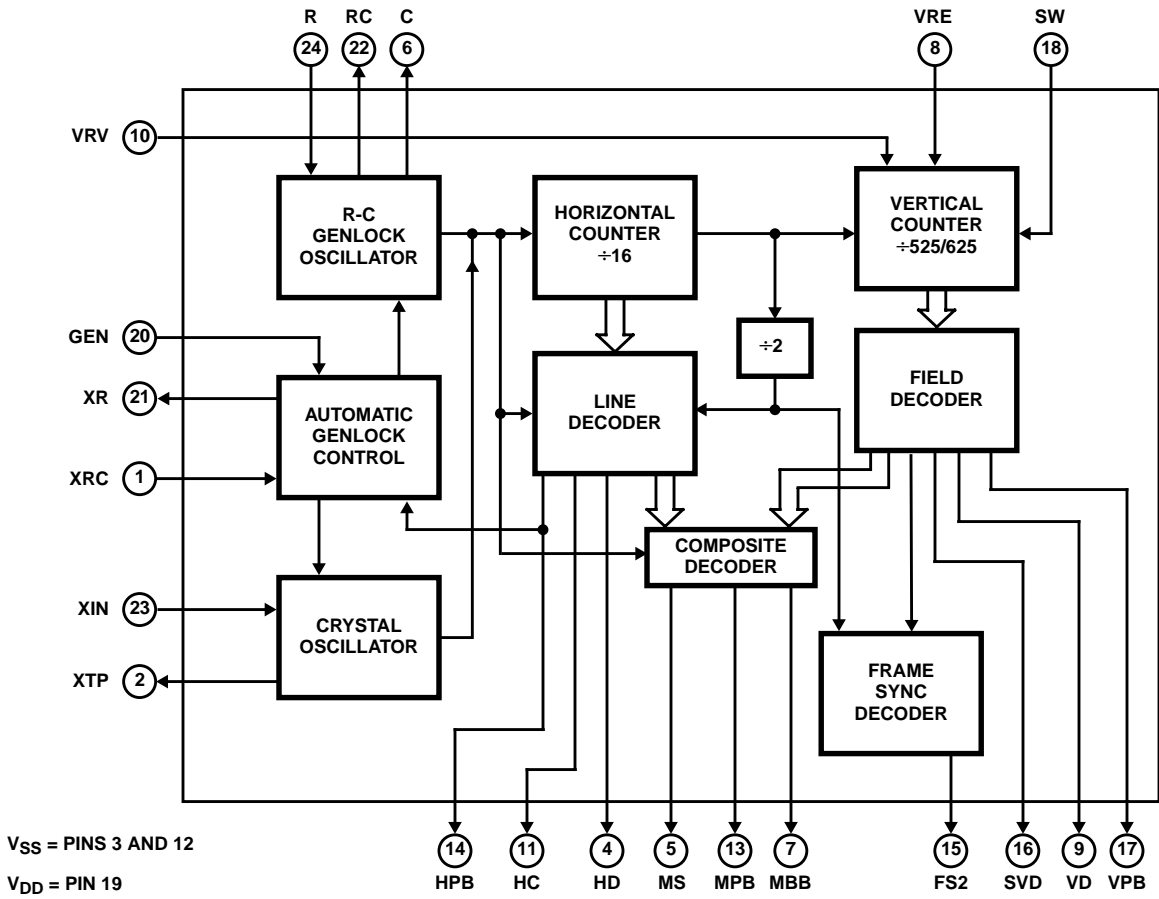 R RC C VRE SW
24 22 6 8 18
VRV 10
R-C
GENLOCK
OSCILLATOR
HORIZONTAL
COUNTER
÷16
VERTICAL
COUNTER
÷525/625
GEN 20
÷2
XR 21
AUTOMATIC
GENLOCK
CONTROL
LINE
DECODER
FIELD
DECODER
XRC 1
COMPOSITE
DECODER
XIN 23
CRYSTAL
OSCILLATOR
XTP 2
FRAME
SYNC
DECODER
VSS = PINS 3 AND 12
14 11 4 5 13 7 15 16 9 17
VDD = PIN 19
HPB HC HD MS MPB MBB FS2 SVD VD VPB